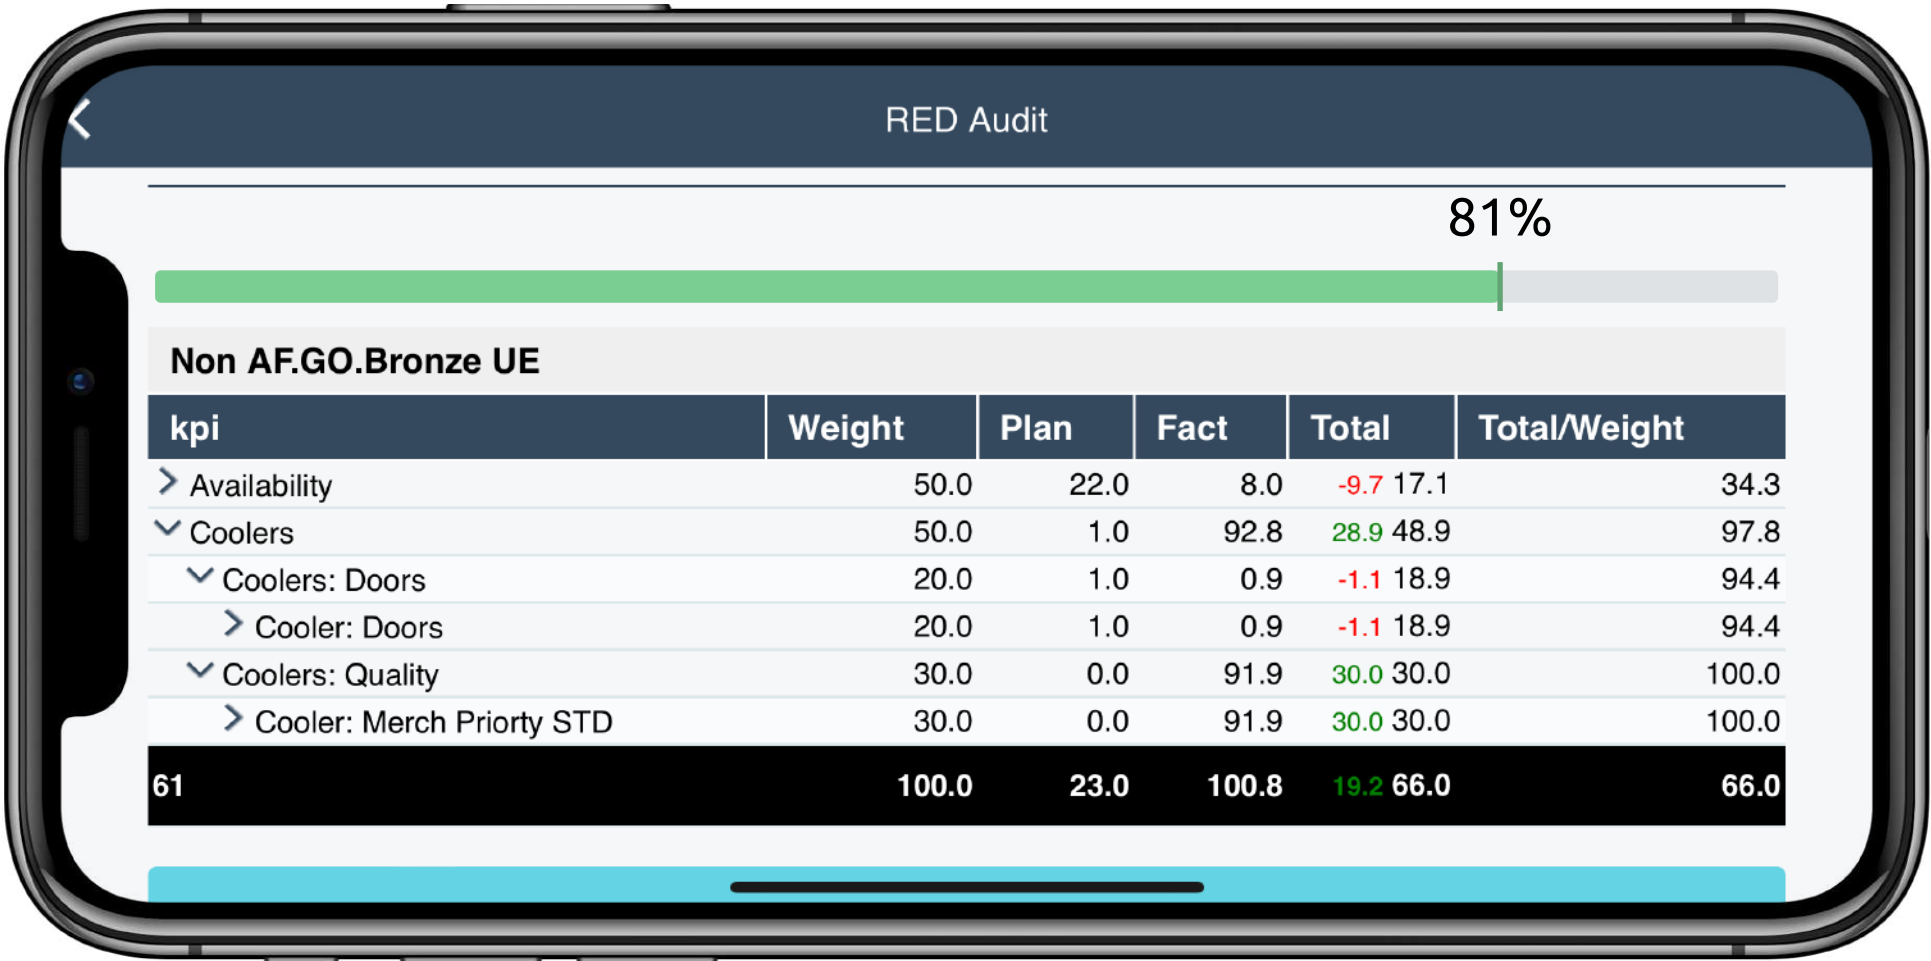 RED Audit
81%
Non AF.GO.Bronze UE
kpi Weight Plan Fact Total Total/Weight
Availability 50.0 22.0 8.0 -9.7 17.1 34.3
Coolers 50.0 1.0 92.8 28.9 48.9 97.8
Coolers: Doors 20.0 1.0 0.9 -1.1 18.9 94.4
Cooler: Doors 20.0 1.0 0.9 -1.1 18.9 94.4
Coolers: Quality 30.0 0.0 91.9 30.0 30.0 100.0
Cooler: Merch Priorty STD 30.0 0.0 91.9 30.0 30.0 100.0
61 100.0 23.0 100.8 19.2 66.0 66.0